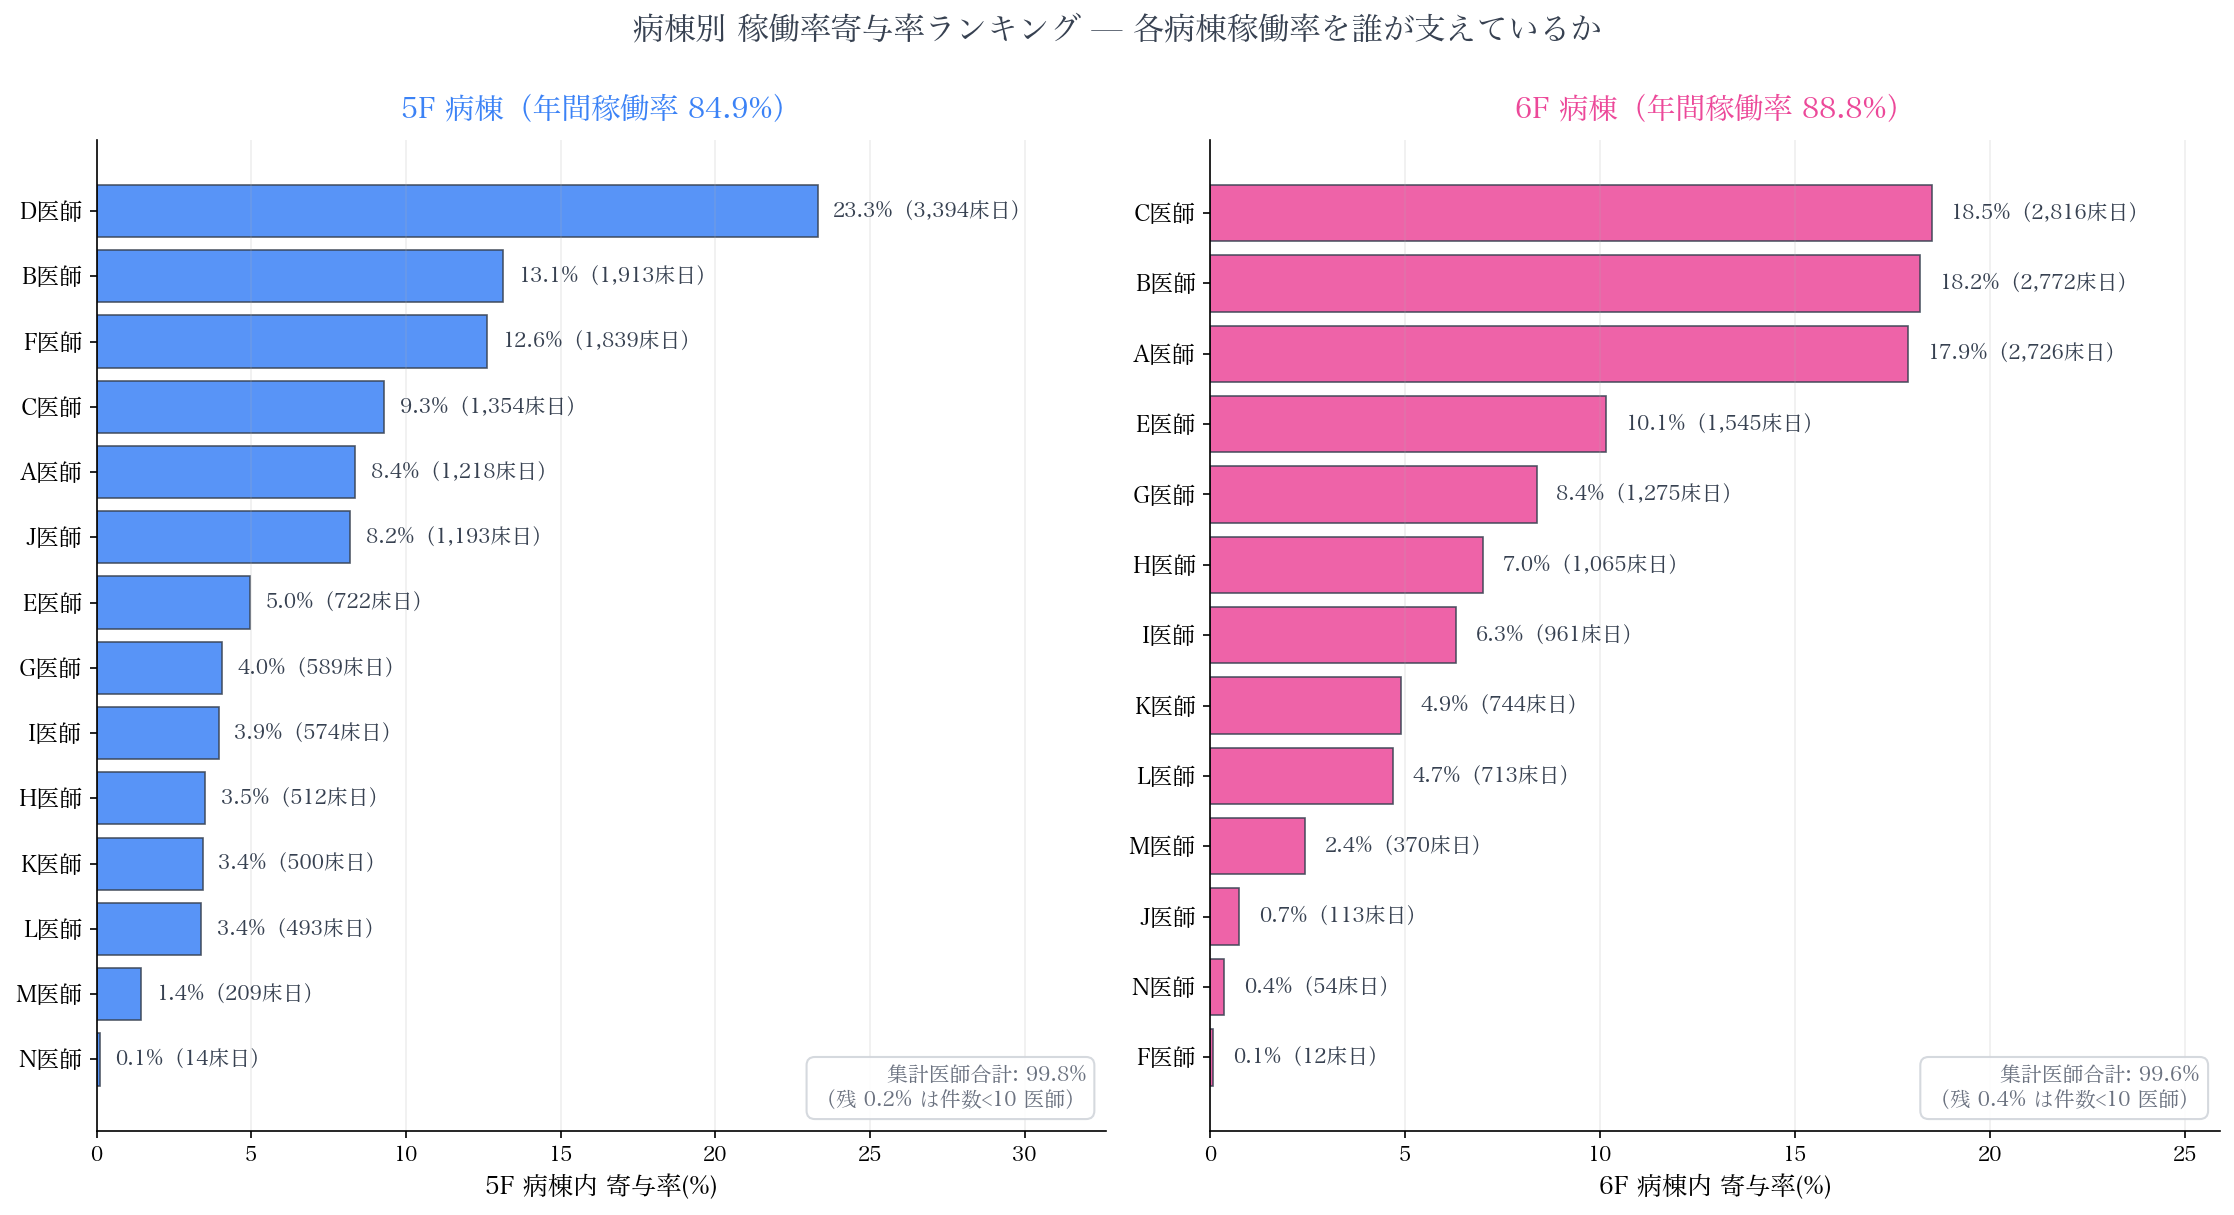 病棟別 稼働率寄与率ランキング — 各病棟稼働率を誰が支えているか
5F 病棟（年間稼働率 84.9%）
D医師 23.3%（3,394床日）
B医師 13.1%（1,913床日）
F医師 12.6%（1,839床日）
C医師 9.3%（1,354床日）
A医師 8.4%（1,218床日）
J医師 8.2%（1,193床日）
E医師 5.0%（722床日）
G医師 4.0%（589床日）
I医師 3.9%（574床日）
H医師 3.5%（512床日）
K医師 3.4%（500床日）
L医師 3.4%（493床日）
M医師 1.4%（209床日）
N医師 0.1%（14床日）
集計医師合計: 99.8%
（残 0.2% は件数<10 医師）
0 5 10 15 20 25 30
5F 病棟内 寄与率(%)
6F 病棟（年間稼働率 88.8%）
C医師 18.5%（2,816床日）
B医師 18.2%（2,772床日）
A医師 17.9%（2,726床日）
E医師 10.1%（1,545床日）
G医師 8.4%（1,275床日）
H医師 7.0%（1,065床日）
I医師 6.3%（961床日）
K医師 4.9%（744床日）
L医師 4.7%（713床日）
M医師 2.4%（370床日）
J医師 0.7%（113床日）
N医師 0.4%（54床日）
F医師 0.1%（12床日）
集計医師合計: 99.6%
（残 0.4% は件数<10 医師）
0 5 10 15 20 25
6F 病棟内 寄与率(%)